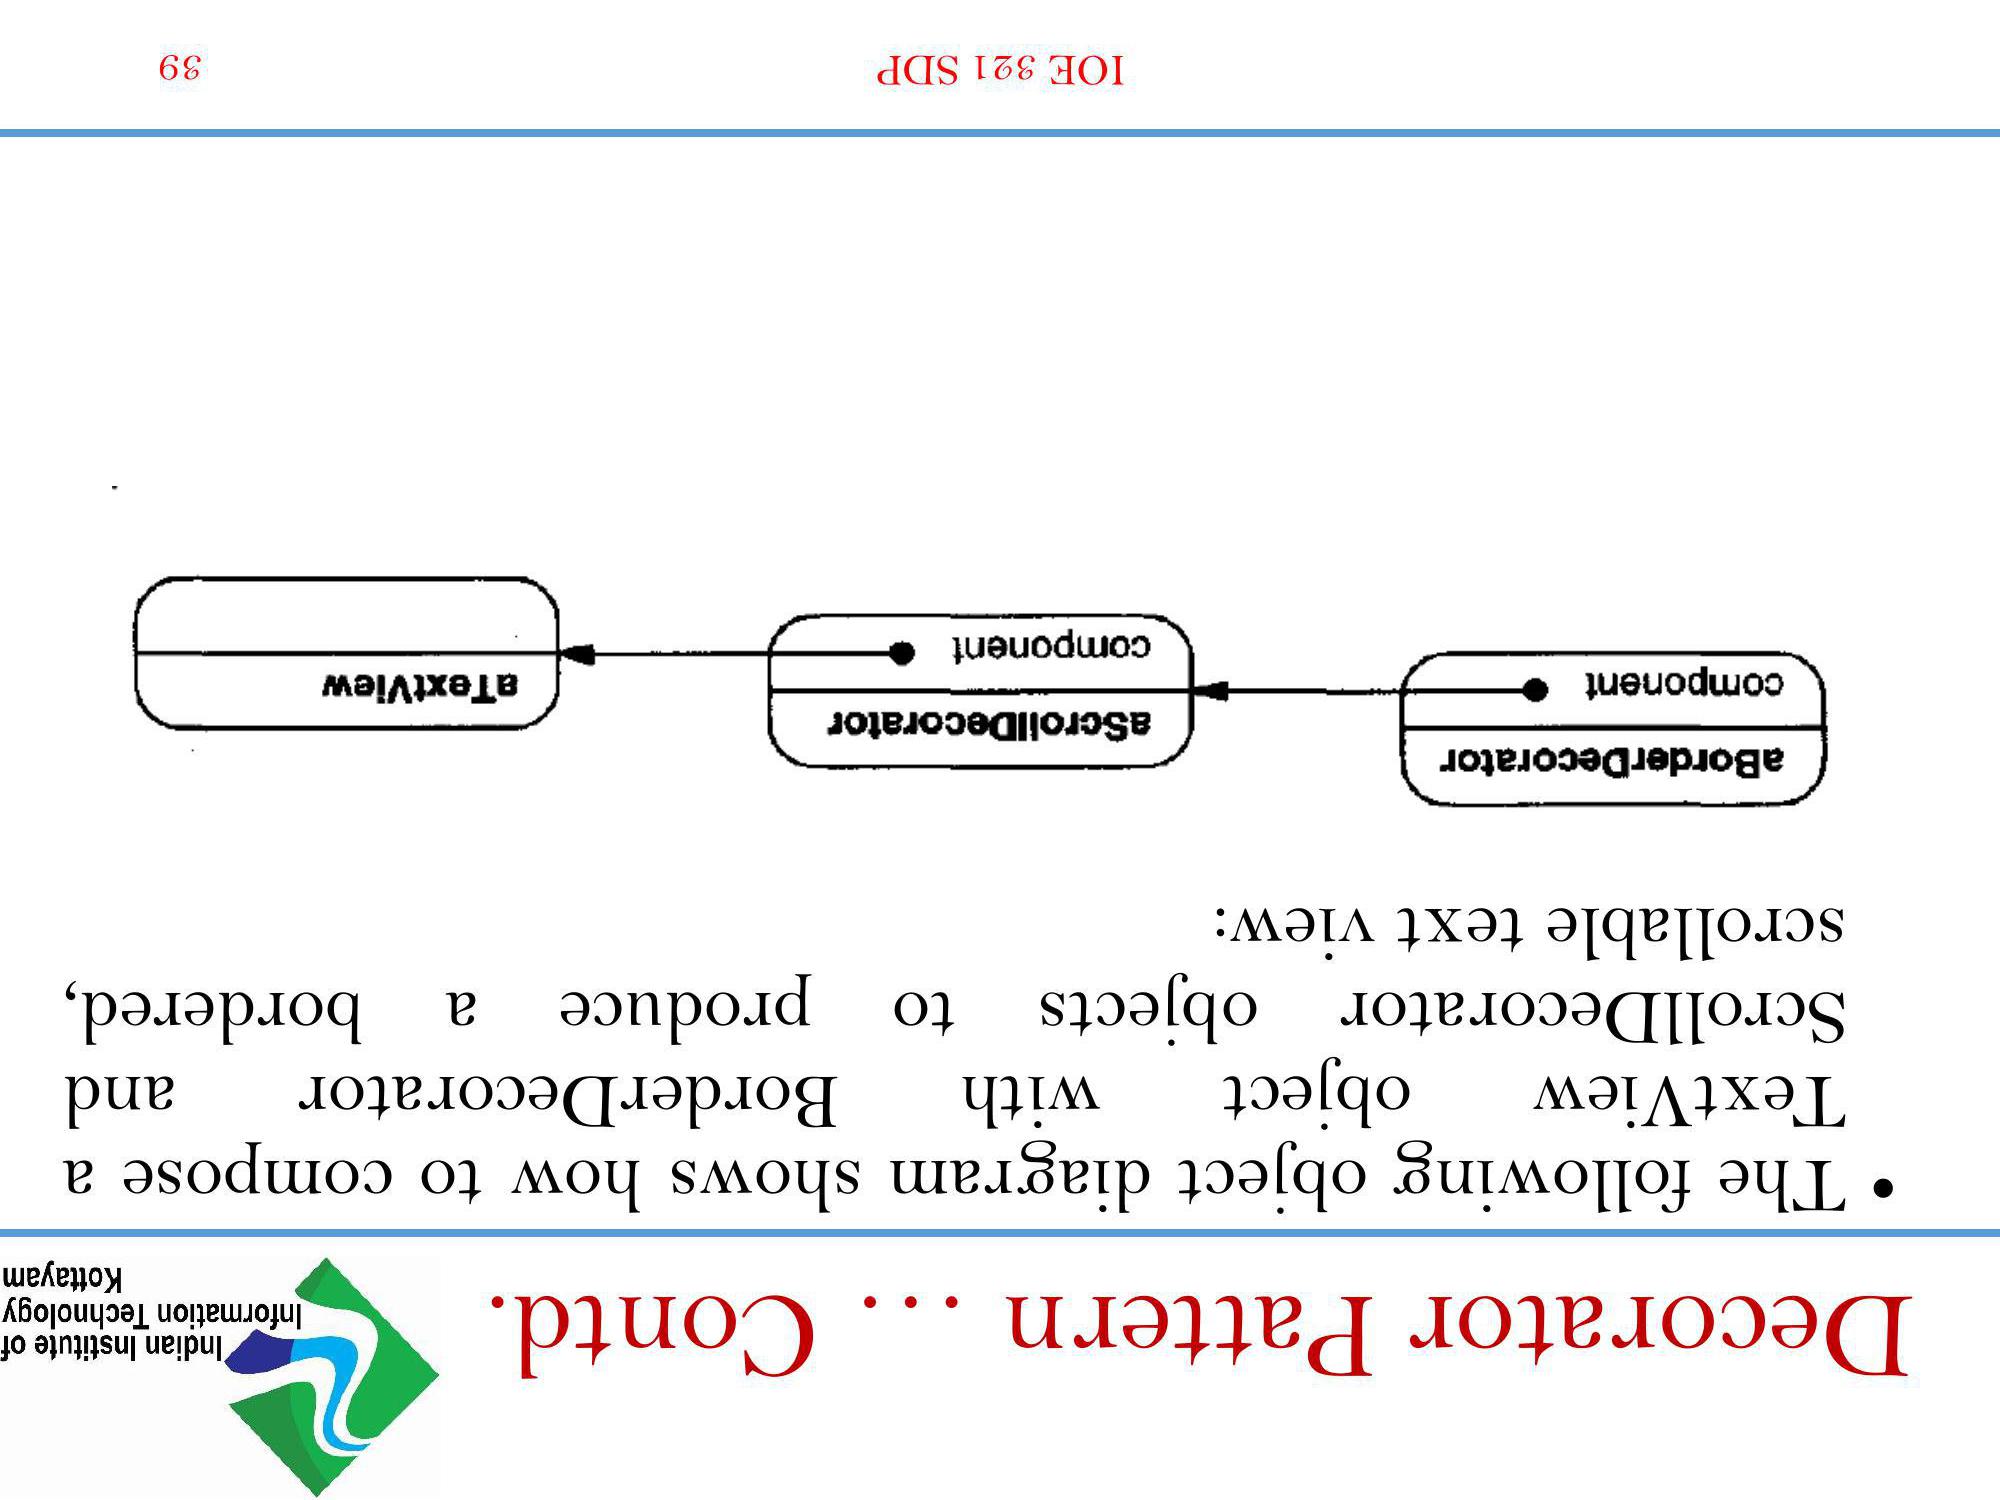 Decorator Pattern … Contd.
Indian Institute of
Information Technology
Kottayam
• The following object diagram shows how to compose a
TextView object with BorderDecorator and
ScrollDecorator objects to produce a bordered,
scrollable text view:
aBorderDecorator
component
aScrollDecorator
component
aTextView
IOE 321 SDP
39